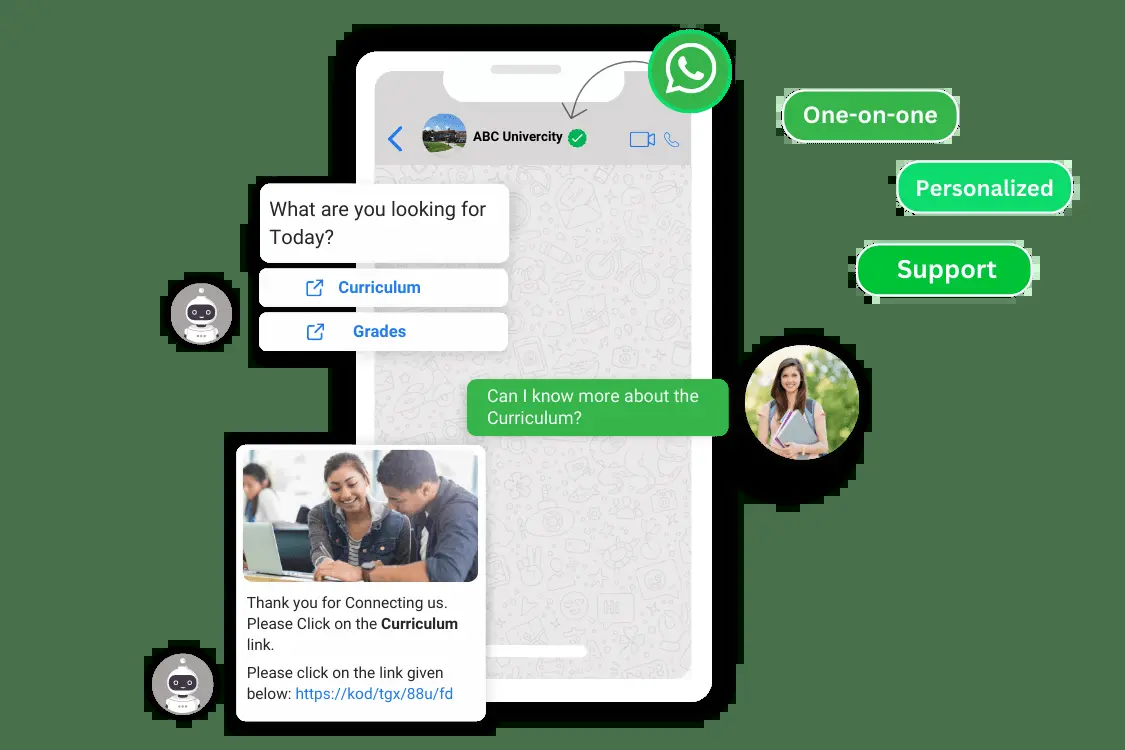 ABC Univercity
One-on-one
Personalized
Support
What are you looking for
Today?
Curriculum
Grades
Can I know more about the
Curriculum?
Thank you for Connecting us.
Please Click on the Curriculum
link.
Please click on the link given
below: https://kod/tgx/88u/fd
Hi